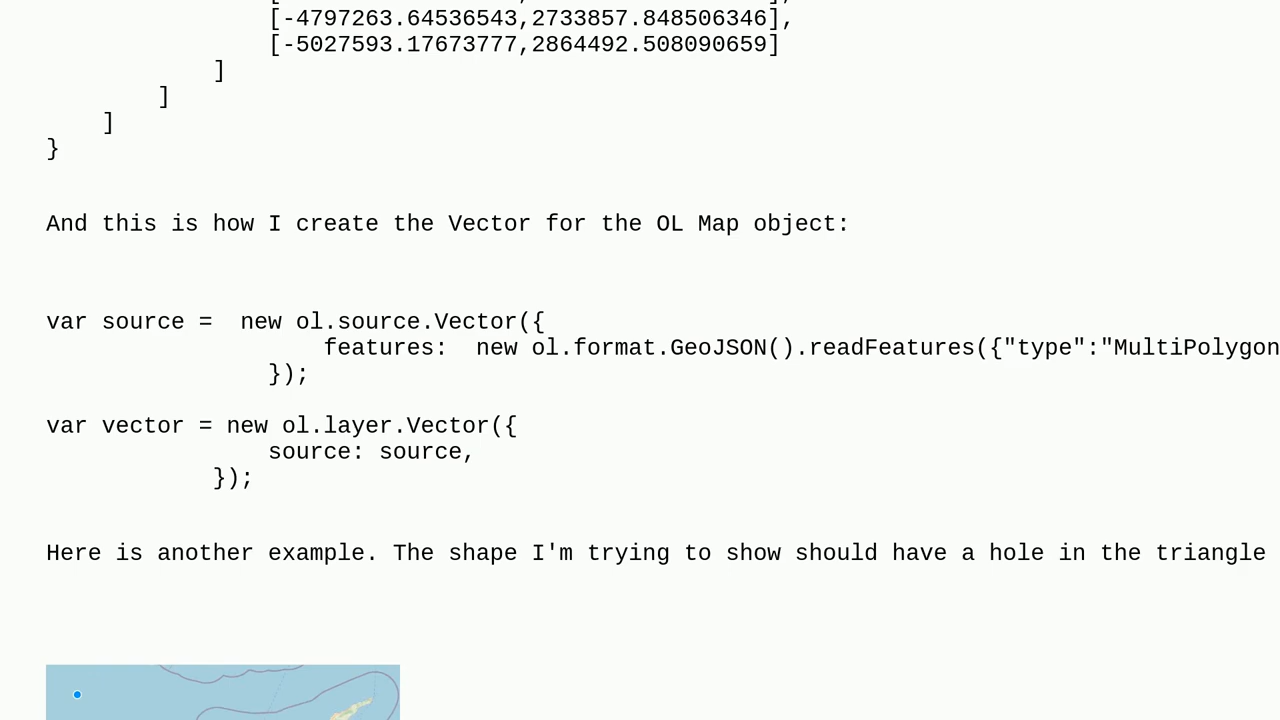 [-4797263.64536543,2733857.848506346],
[-5027593.17673777,2864492.508090659]
]
]
]
}
And this is how I create the Vector for the OL Map object:
var source =  new ol.source.Vector({
features:  new ol.format.GeoJSON().readFeatures({"type":"MultiPolygon
});
var vector = new ol.layer.Vector({
source: source,
});
Here is another example. The shape I'm trying to show should have a hole in the triangle